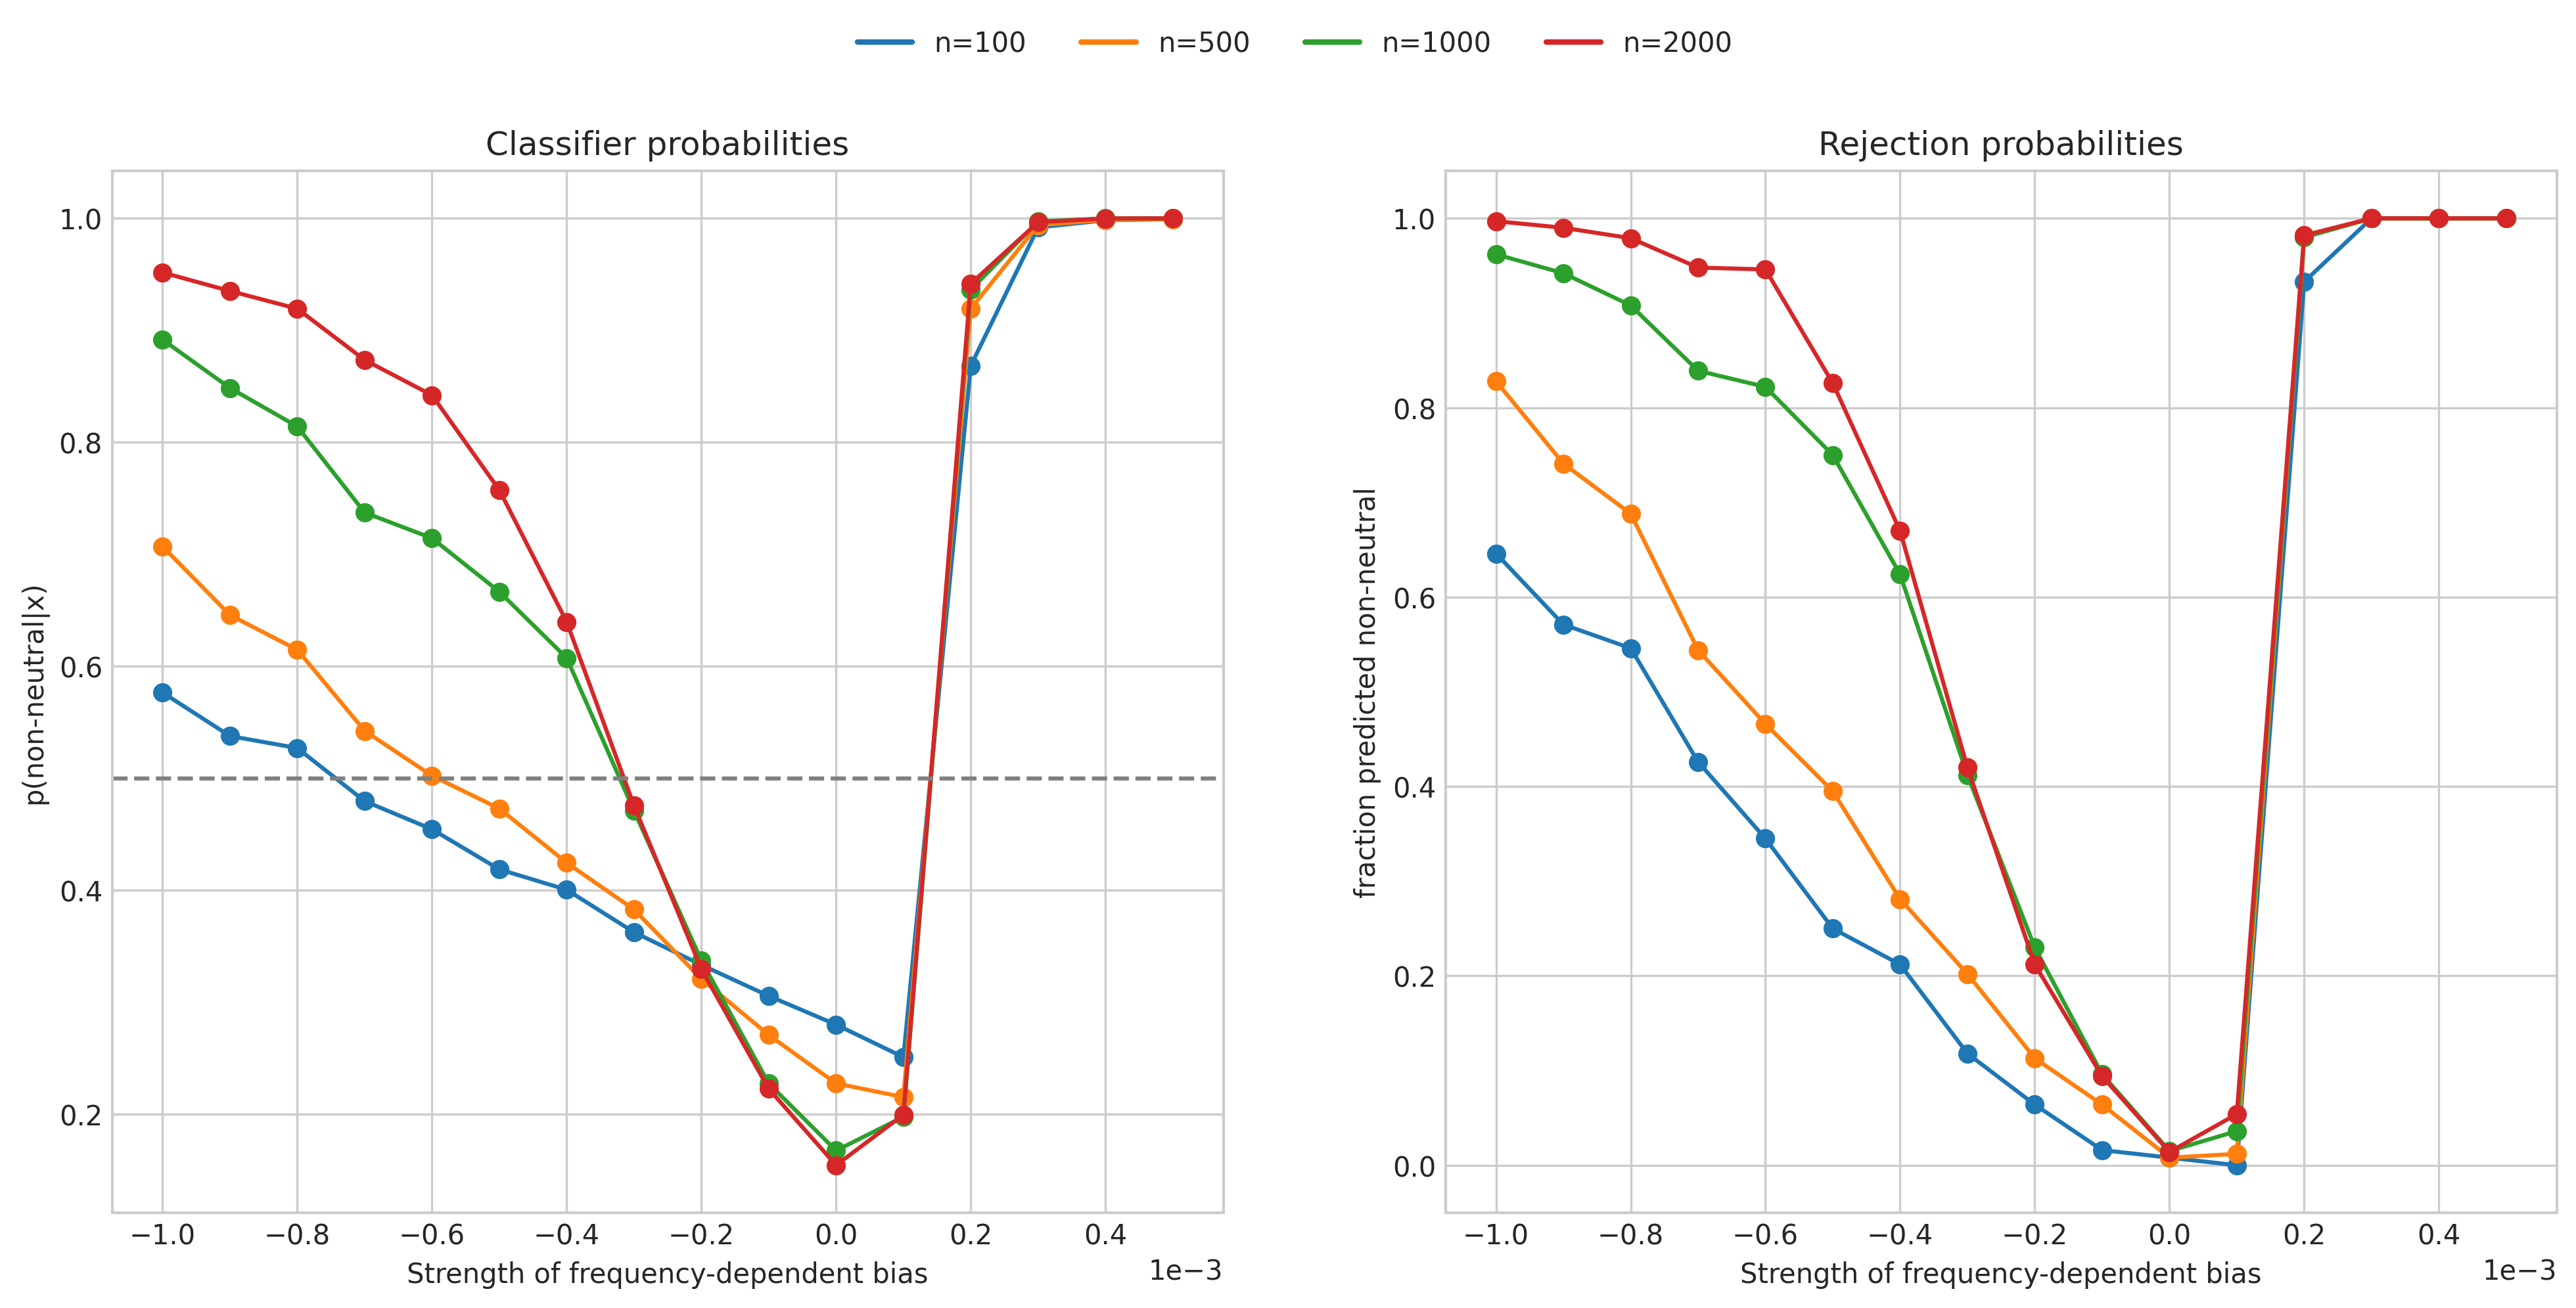 n=100 n=500 n=1000 n=2000
Classifier probabilities
p(non-neutral|x)
1.0
0.8
0.6
0.4
0.2
−1.0 −0.8 −0.6 −0.4 −0.2 0.0 0.2 0.4
1e−3
Strength of frequency-dependent bias
Rejection probabilities
fraction predicted non-neutral
1.0
0.8
0.6
0.4
0.2
0.0
−1.0 −0.8 −0.6 −0.4 −0.2 0.0 0.2 0.4
1e−3
Strength of frequency-dependent bias